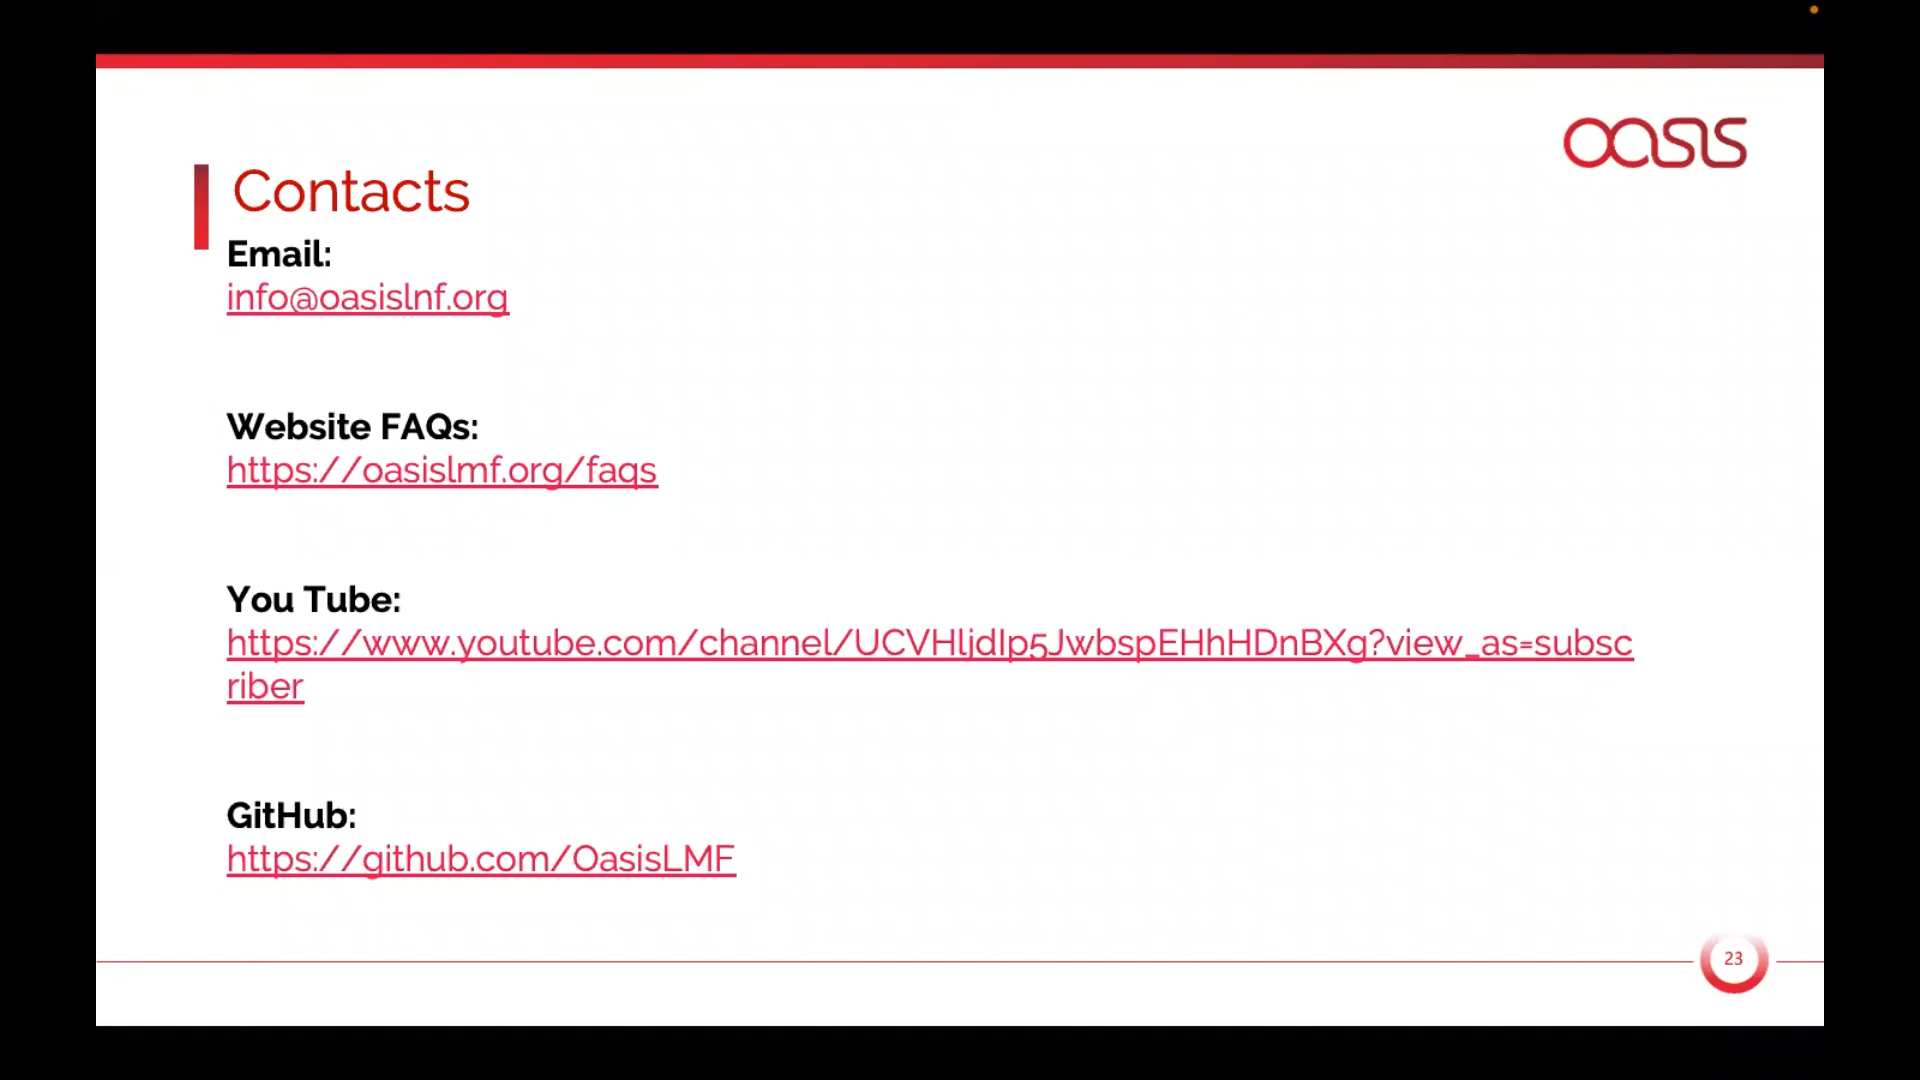 oasis
Contacts
Email:
info@oasislnf.org
Website FAQs:
https://oasislmf.org/faqs
You Tube:
https://www.youtube.com/channel/UCVHljdIp5JwbspEHhHDnBXg?view_as=subsc
riber
GitHub:
https://github.com/OasisLMF
23